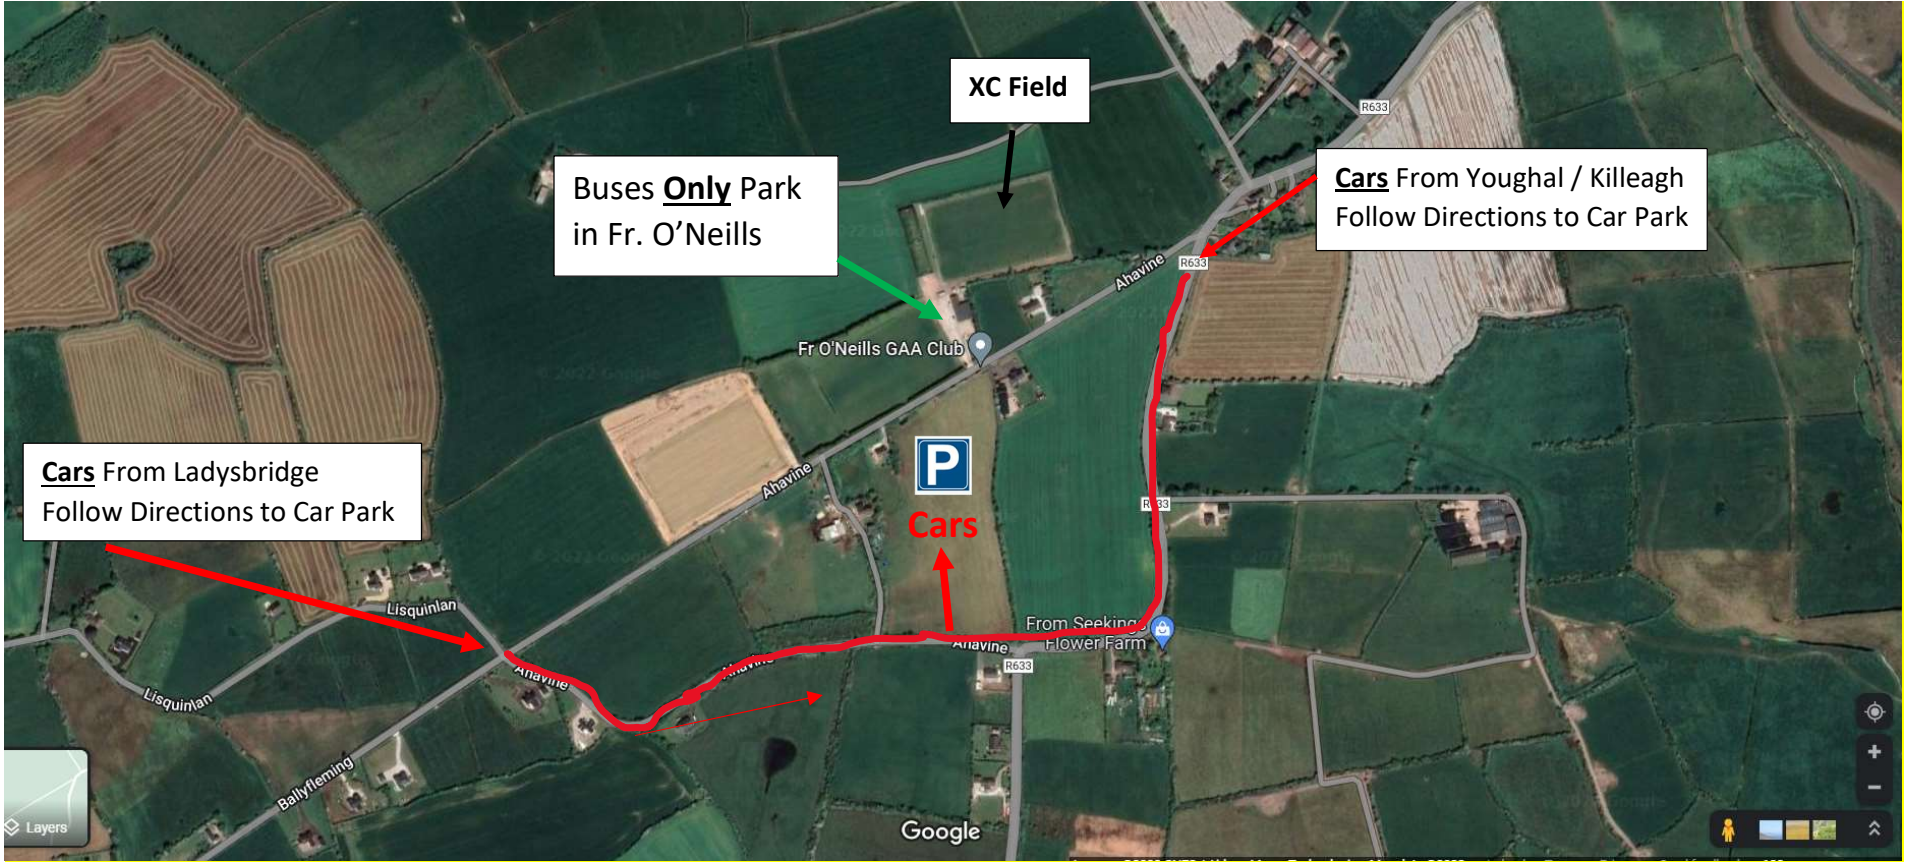 XC Field
R633
Buses Only Park
in Fr. O’Neills
Cars From Youghal / Killeagh
Follow Directions to Car Park
R633
Ahavine
Fr O'Neills GAA Club
P
Cars
Ahavine
R633
Cars From Ladysbridge
Follow Directions to Car Park
Lisquinlan
Lisquinlan
Ahavine
Ahavine
From Seekings
Flower Farm
Ahavine
R633
Ballyfleming
Layers
Google